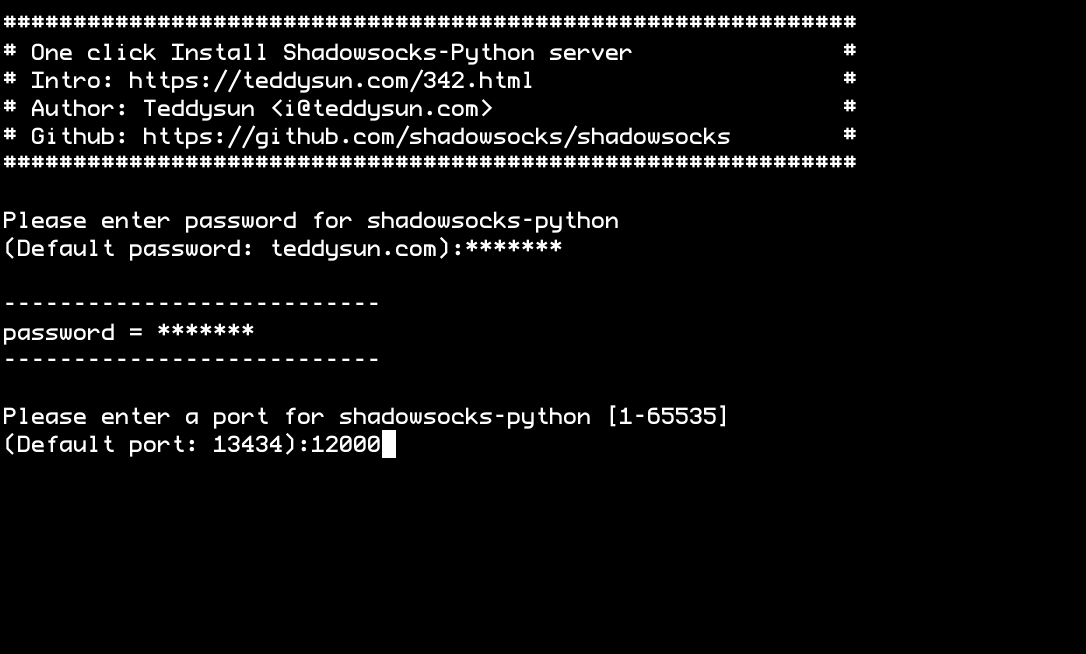 #############################################################
# One click Install Shadowsocks-Python server               #
# Intro: https://teddysun.com/342.html                      #
# Author: Teddysun <i@teddysun.com>                         #
# Github: https://github.com/shadowsocks/shadowsocks        #
#############################################################
Please enter password for shadowsocks-python
(Default password: teddysun.com):*******
---------------------------
password = *******
---------------------------
Please enter a port for shadowsocks-python [1-65535]
(Default port: 13434):12000